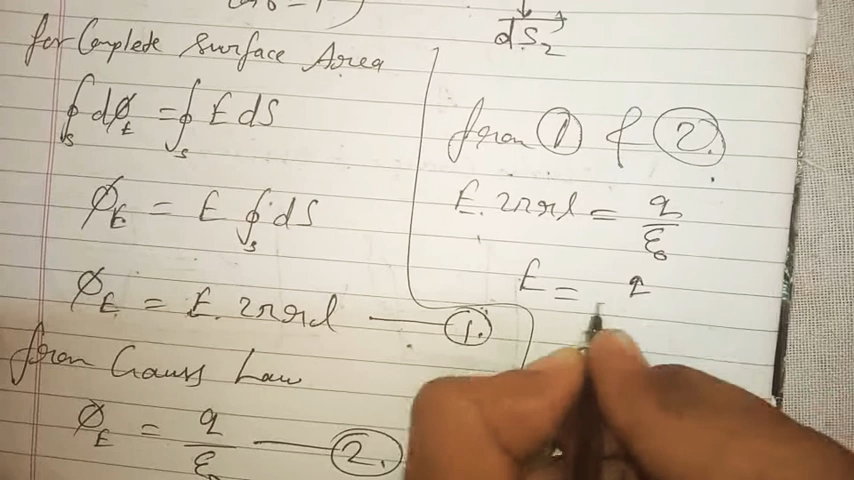 for Complete Surface Area
∮s dϕE = ∮s E ds
ϕE = E ∮s ds
ϕE = E. 2πrl — 1.
from Gauss Law
ϕE = q/ε0 — 2.
dS2
from 1 & 2.
E. 2πrl = q/ε0
E = q